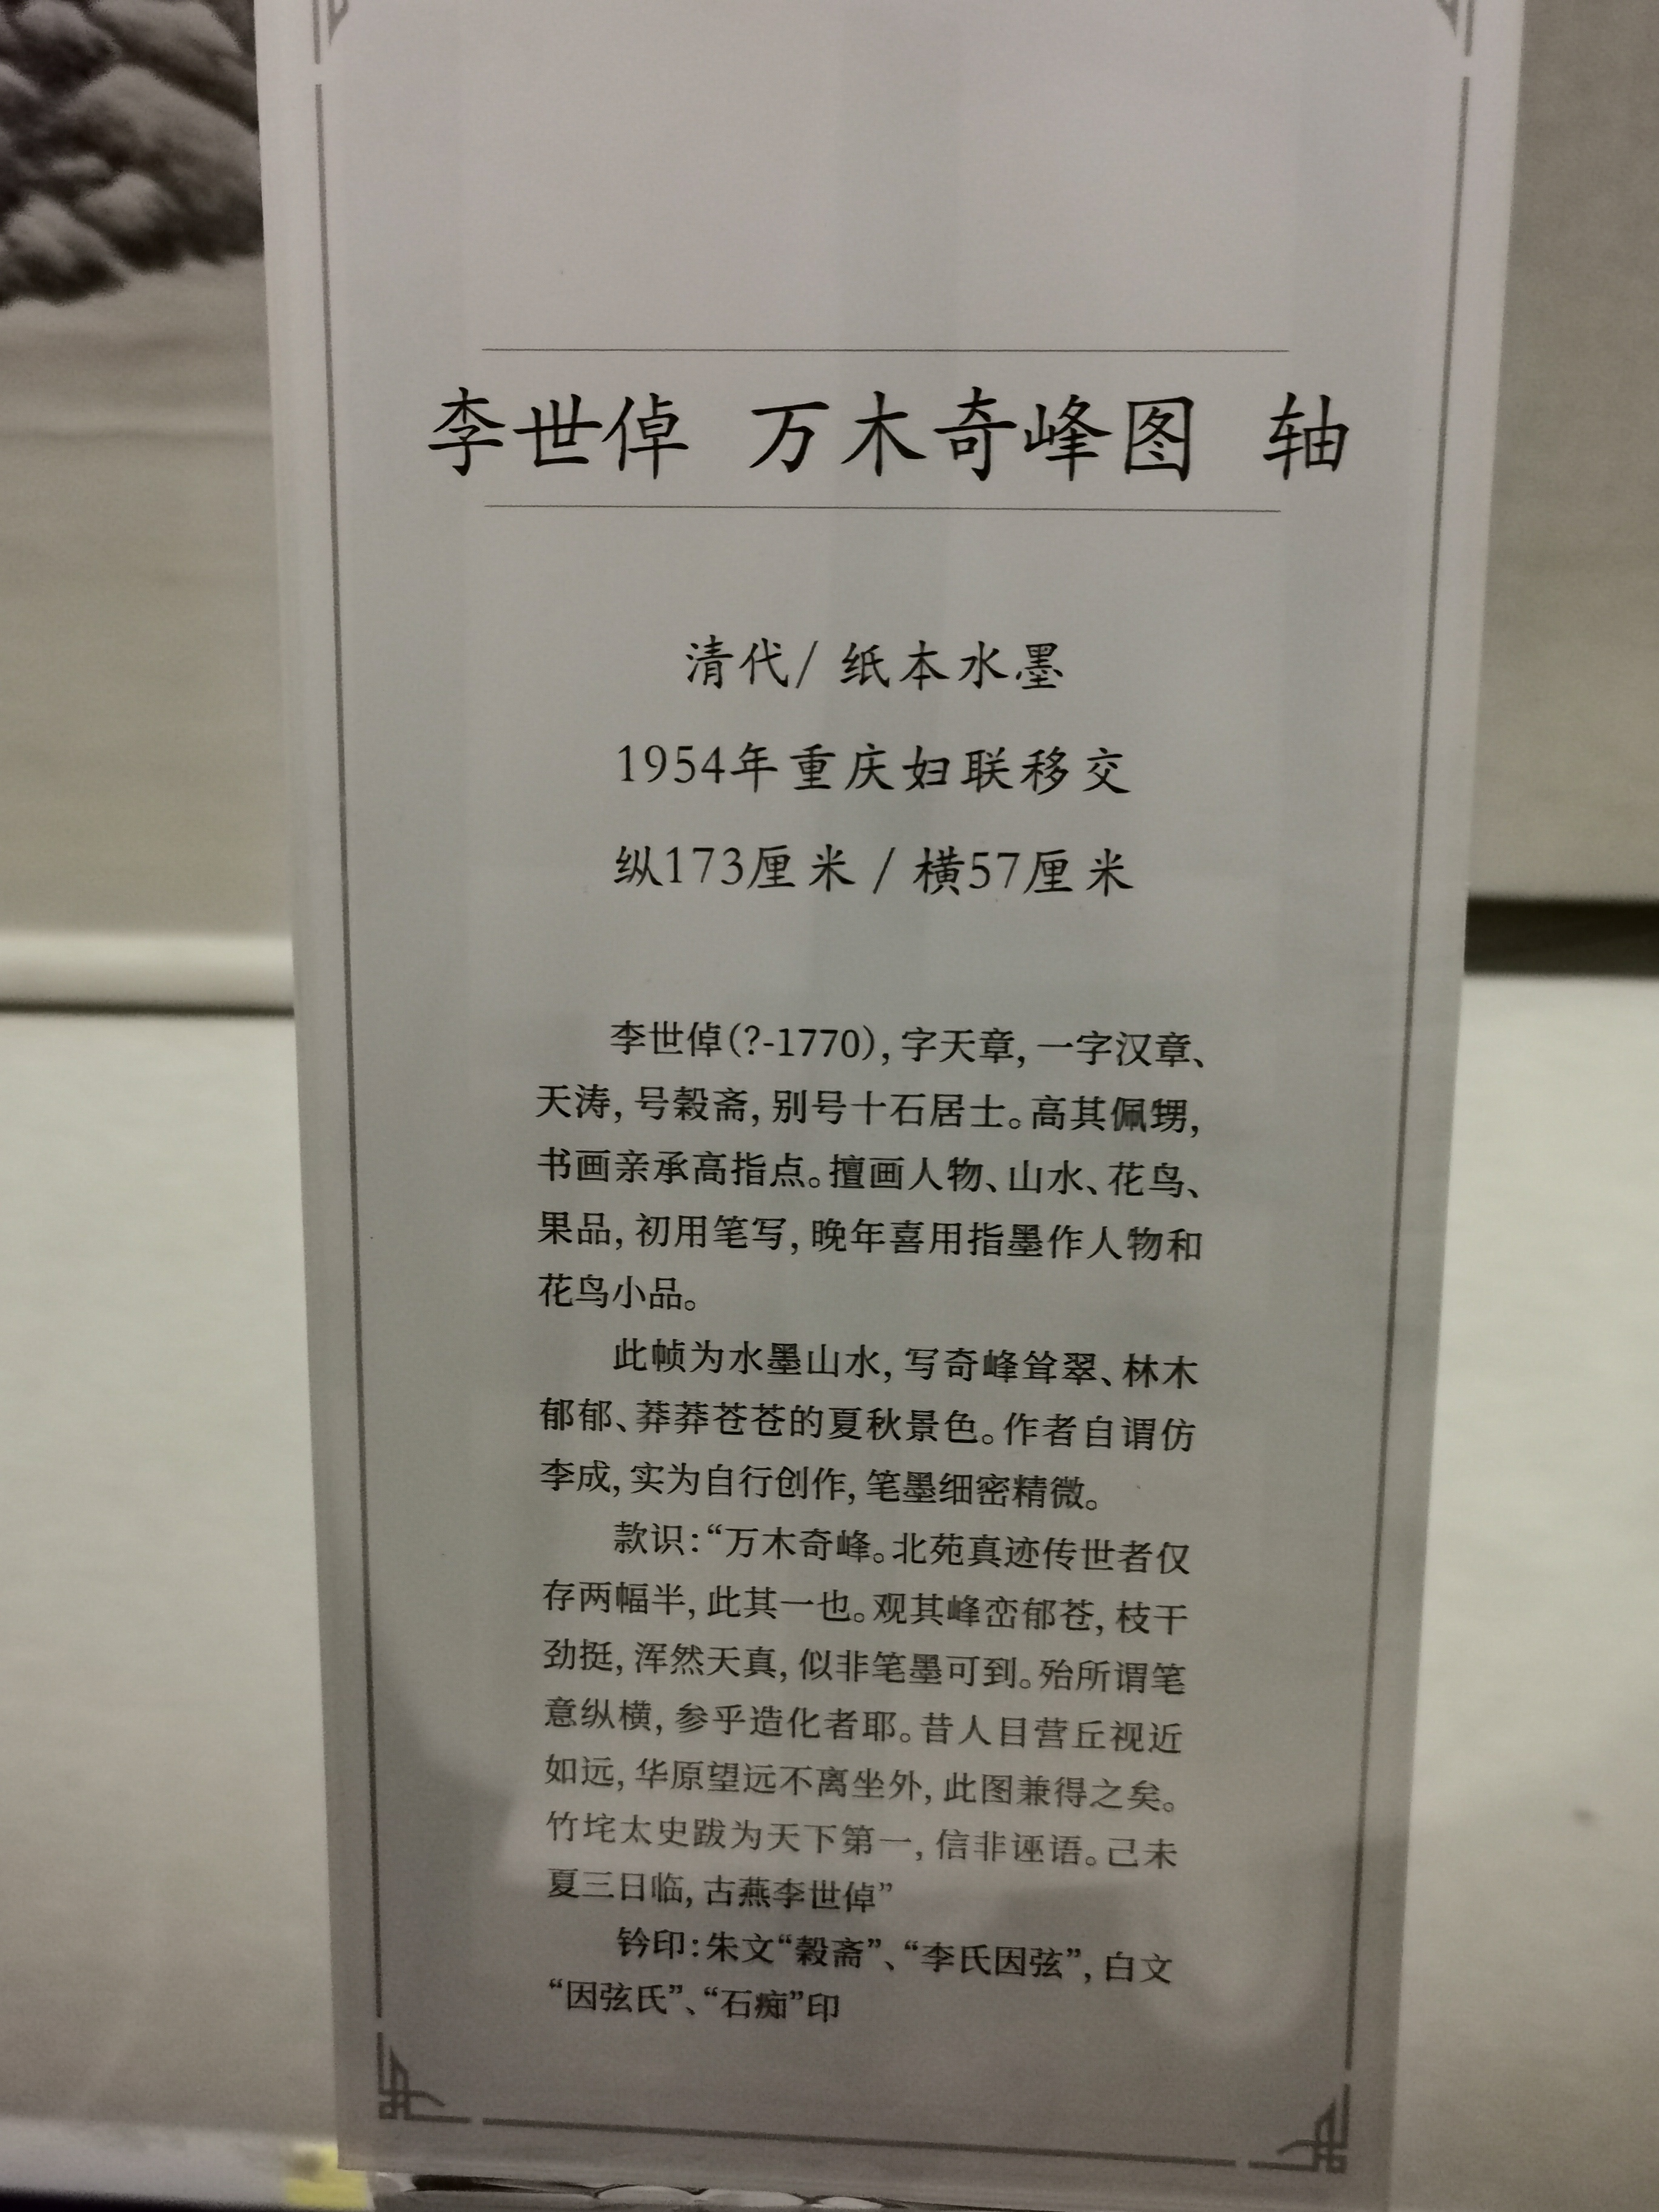 李世倬 万木奇峰图 轴
清代/ 纸本水墨
1954年重庆妇联移交
纵173厘米 / 横57厘米
李世倬(?-1770), 字天章, 一字汉章、
天涛, 号榖斋, 别号十石居士。高其佩甥,
书画亲承高指点。擅画人物、山水、花鸟、
果品, 初用笔写, 晚年喜用指墨作人物和
花鸟小品。
此帧为水墨山水, 写奇峰耸翠、林木
郁郁、莽莽苍苍的夏秋景色。作者自谓仿
李成, 实为自行创作, 笔墨细密精微。
款识:“万木奇峰。北苑真迹传世者仅
存两幅半, 此其一也。观其峰峦郁苍, 枝干
劲挺, 浑然天真, 似非笔墨可到。殆所谓笔
意纵横, 参乎造化者耶。昔人目营丘视近
如远, 华原望远不离坐外, 此图兼得之矣。
竹垞太史跋为天下第一, 信非诬语。己未
夏三日临, 古燕李世倬”
钤印:朱文“榖斋”、“李氏因弦”, 白文
“因弦氏”、“石痴”印